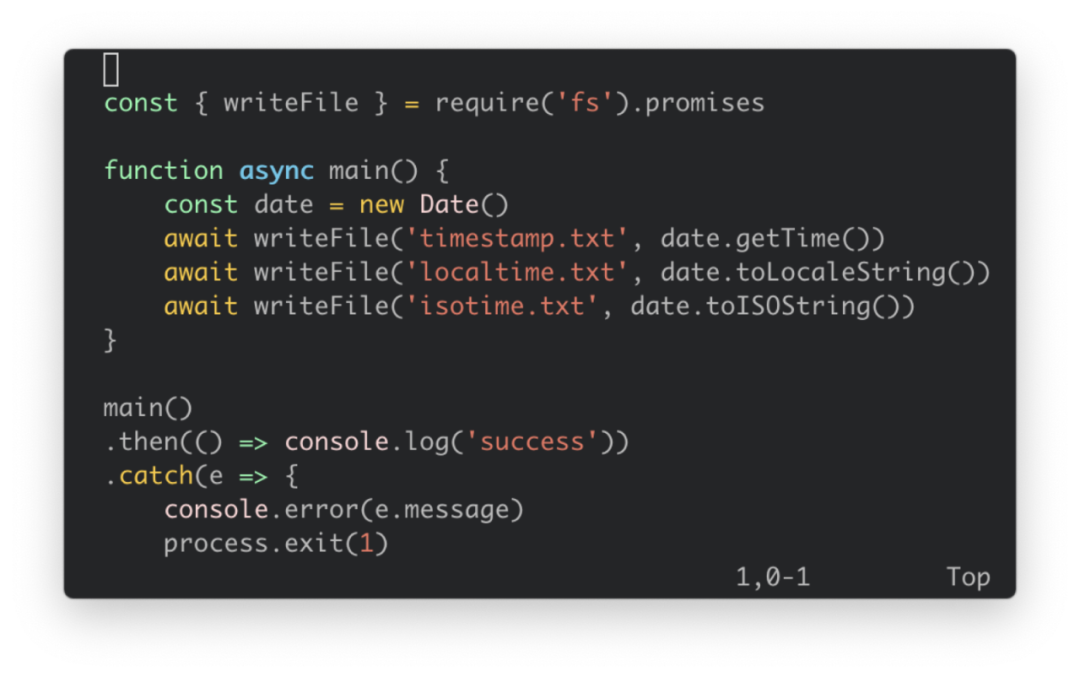 const { writeFile } = require('fs').promises
function async main() {
    const date = new Date()
    await writeFile('timestamp.txt', date.getTime())
    await writeFile('localtime.txt', date.toLocaleString())
    await writeFile('isotime.txt', date.toISOString())
}
main()
.then(() => console.log('success'))
.catch(e => {
    console.error(e.message)
    process.exit(1)
1,0-1 Top